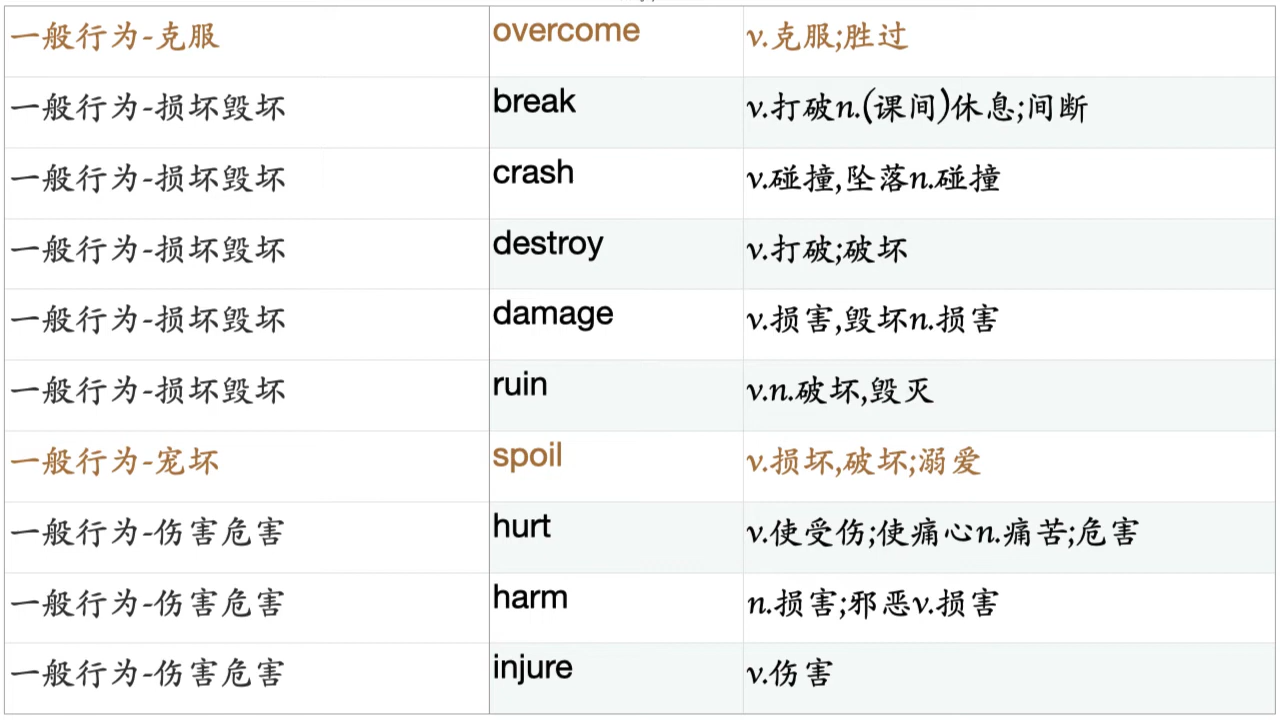 一般行为-克服 overcome v.克服;胜过
一般行为-损坏毁坏 break v.打破n.(课间)休息;间断
一般行为-损坏毁坏 crash v.碰撞,坠落n.碰撞
一般行为-损坏毁坏 destroy v.打破;破坏
一般行为-损坏毁坏 damage v.损害,毁坏n.损害
一般行为-损坏毁坏 ruin v.n.破坏,毁灭
一般行为-宠坏 spoil v.损坏,破坏;溺爱
一般行为-伤害危害 hurt v.使受伤;使痛心n.痛苦;危害
一般行为-伤害危害 harm n.损害;邪恶v.损害
一般行为-伤害危害 injure v.伤害